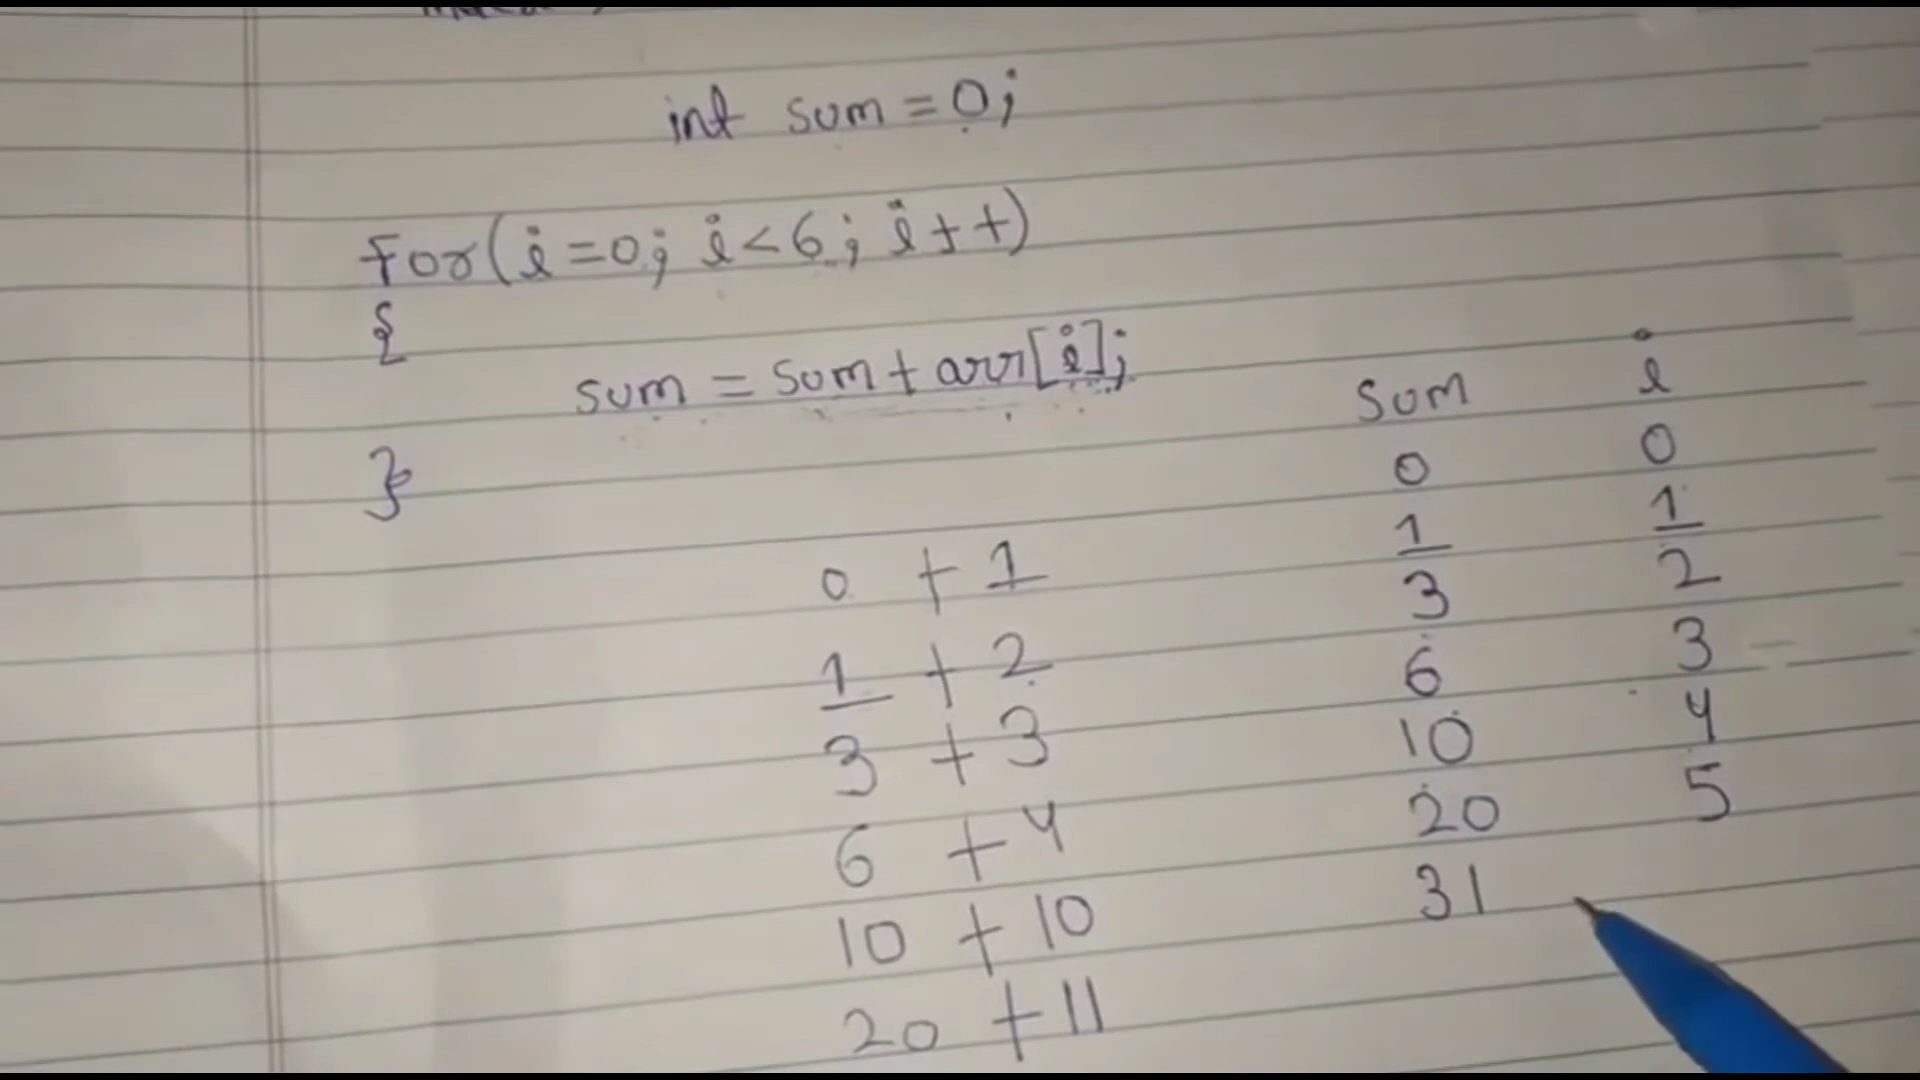 int sum = 0;
for(i=0; i<6; i++)
{
sum = sum + arr[i];
}
sum i
0 0
1 1
3 2
6 3
10 4
20 5
31
0 + 1
1 + 2
3 + 3
6 + 4
10 + 10
20 + 11